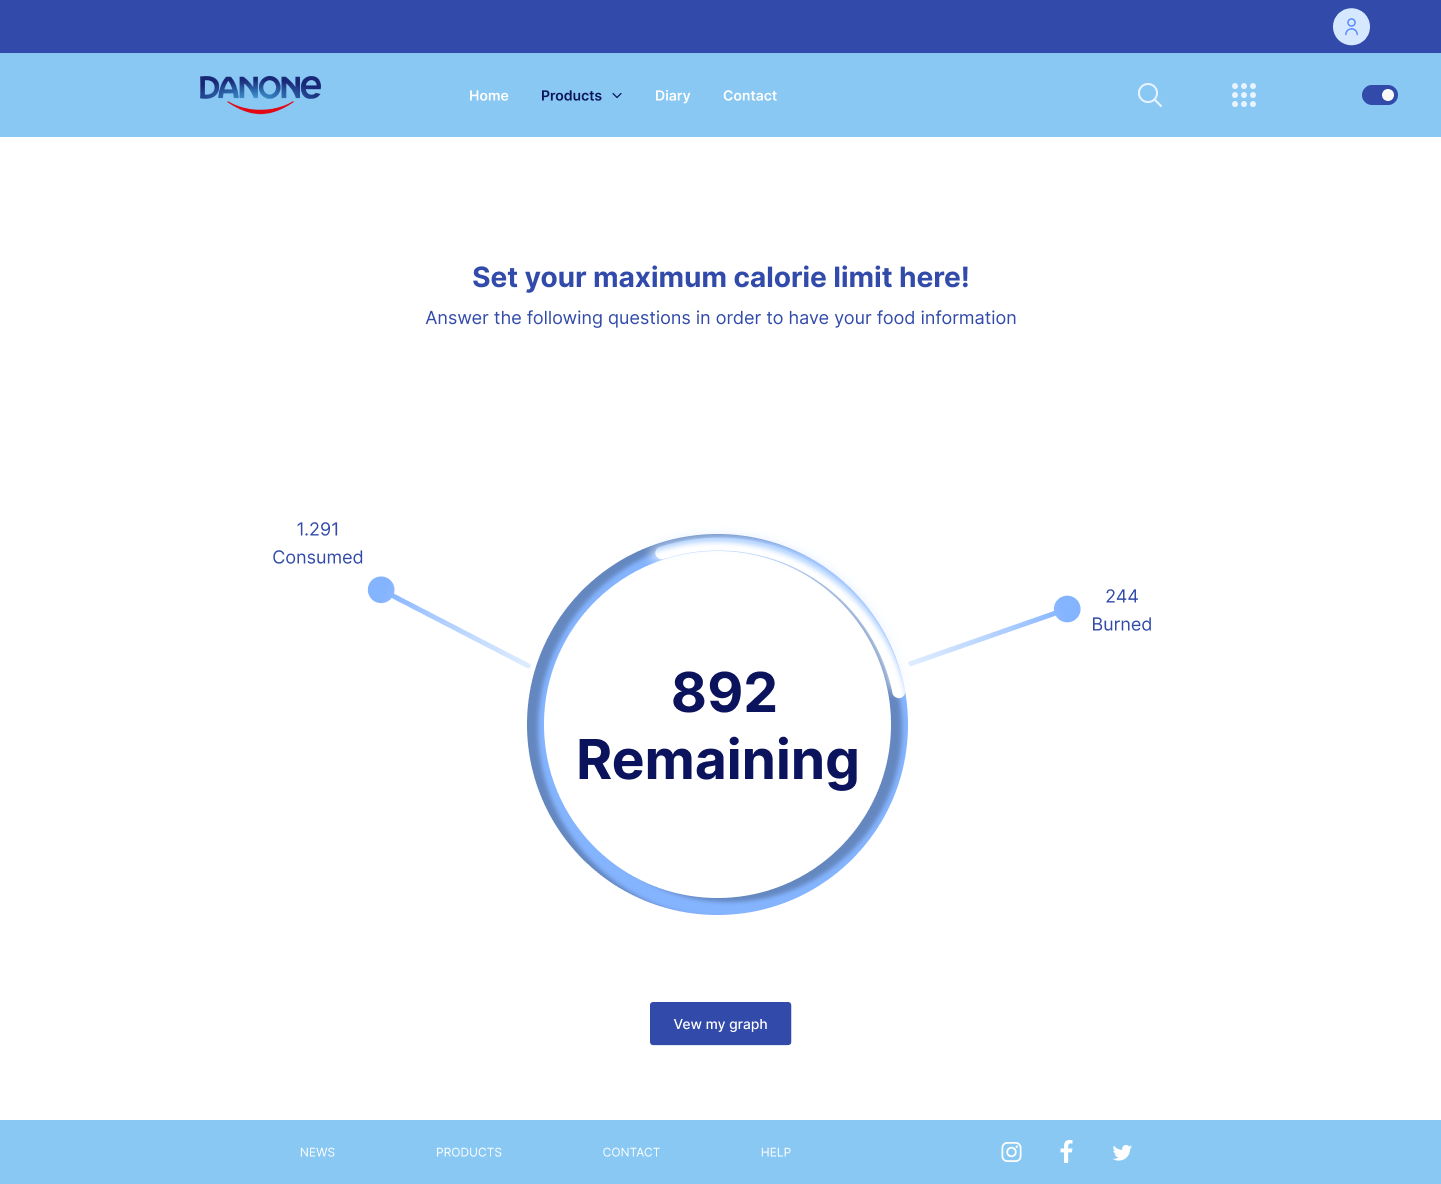 DANONE
Home Products Diary Contact
Set your maximum calorie limit here!
Answer the following questions in order to have your food information
1.291
Consumed
244
Burned
892
Remaining
Vew my graph
NEWS PRODUCTS CONTACT HELP